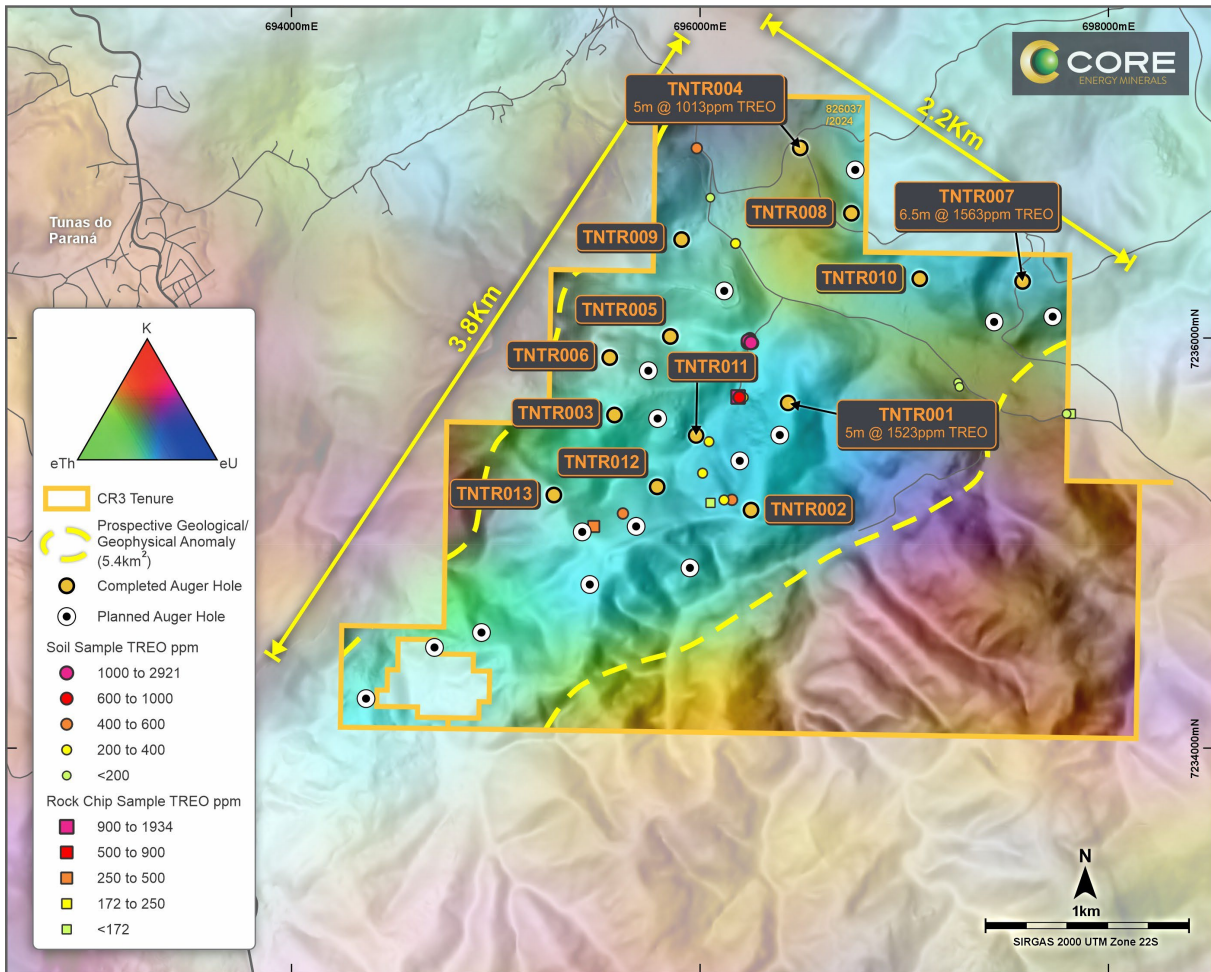 694000mE
696000mE
698000mE
CORE
ENERGY MINERALS
TNTR004
5m @ 1013ppm TREO
826037
/2024
2.2Km
TNTR007
6.5m @ 1563ppm TREO
TNTR008
TNTR009
TNTR010
Tunas do
Paraná
3.8Km
TNTR005
TNTR006
TNTR011
7236000mN
TNTR003
TNTR001
5m @ 1523ppm TREO
TNTR012
TNTR013
TNTR002
7234000mN
K
eTh
eU
CR3 Tenure
Prospective Geological/
Geophysical Anomaly
(5.4km²)
Completed Auger Hole
Planned Auger Hole
Soil Sample TREO ppm
1000 to 2921
600 to 1000
400 to 600
200 to 400
<200
Rock Chip Sample TREO ppm
900 to 1934
500 to 900
250 to 500
172 to 250
<172
N
1km
SIRGAS 2000 UTM Zone 22S